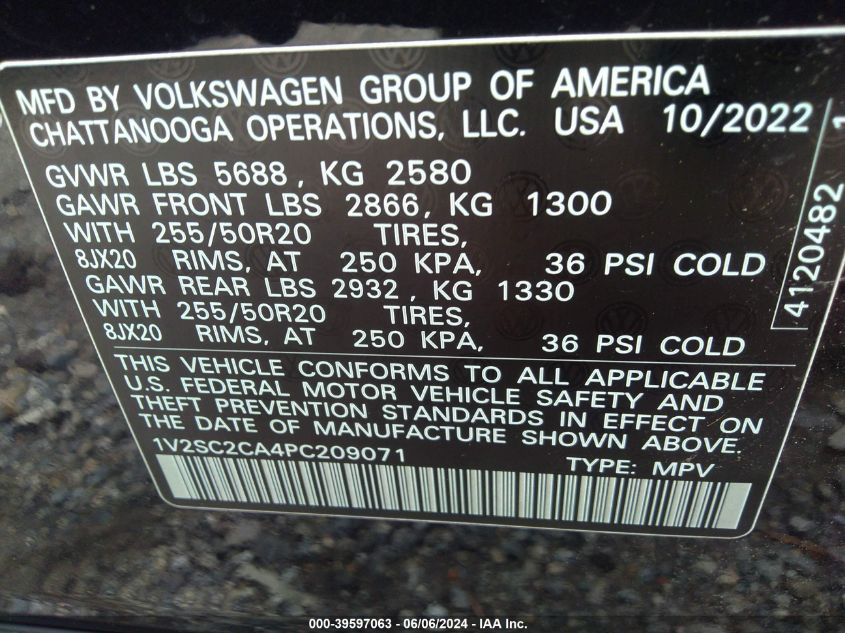 MFD BY VOLKSWAGEN GROUP OF AMERICA
CHATTANOOGA OPERATIONS, LLC. USA 10/2022
GVWR LBS 5688, KG 2580
GAWR FRONT LBS 2866, KG 1300
WITH 255/50R20 TIRES,
8JX20 RIMS, AT 250 KPA, 36 PSI COLD
GAWR REAR LBS 2932, KG 1330
WITH 255/50R20 TIRES,
8JX20 RIMS, AT 250 KPA, 36 PSI COLD
THIS VEHICLE CONFORMS TO ALL APPLICABLE
U.S. FEDERAL MOTOR VEHICLE SAFETY AND
THEFT PREVENTION STANDARDS IN EFFECT ON
THE DATE OF MANUFACTURE SHOWN ABOVE.
1V2SC2CA4PC209071 TYPE: MPV
4120482
000-39597063 - 06/06/2024 - IAA Inc.